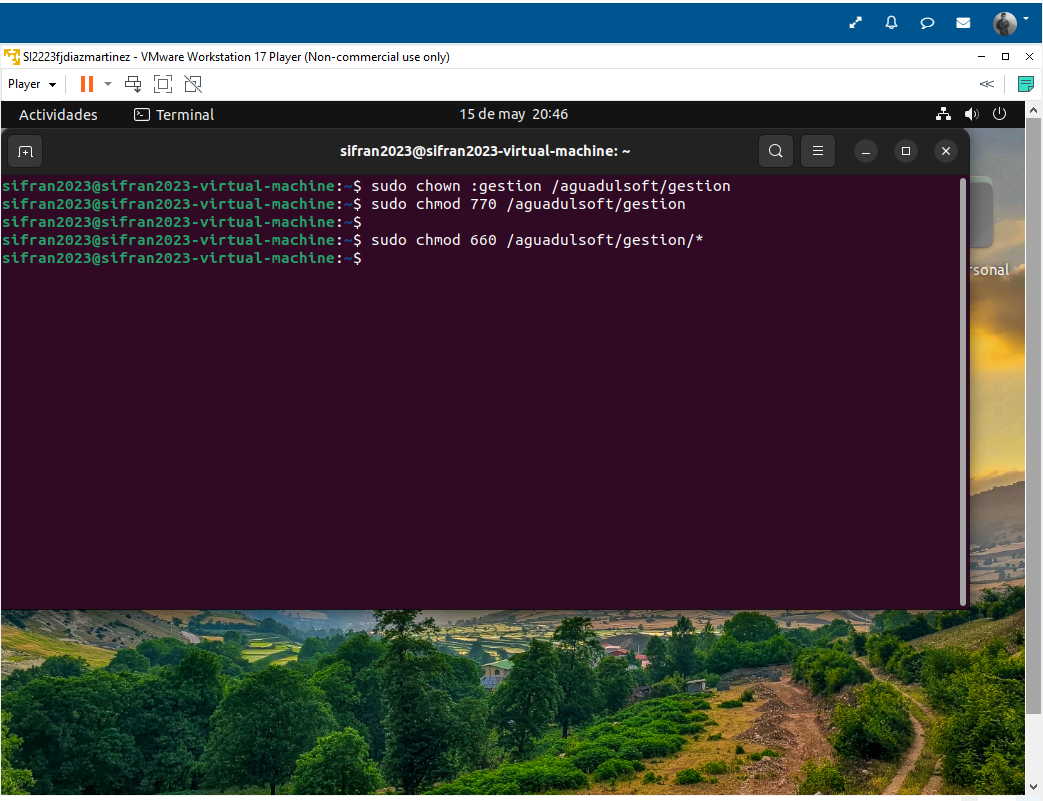 SI2223fjdiazmartinez - VMware Workstation 17 Player (Non-commercial use only)
Player
Actividades
Terminal
15 de may 20:46
sifran2023@sifran2023-virtual-machine: ~
sifran2023@sifran2023-virtual-machine:~$ sudo chown :gestion /aguadulsoft/gestion
sifran2023@sifran2023-virtual-machine:~$ sudo chmod 770 /aguadulsoft/gestion
sifran2023@sifran2023-virtual-machine:~$
sifran2023@sifran2023-virtual-machine:~$ sudo chmod 660 /aguadulsoft/gestion/*
sifran2023@sifran2023-virtual-machine:~$
rsonal